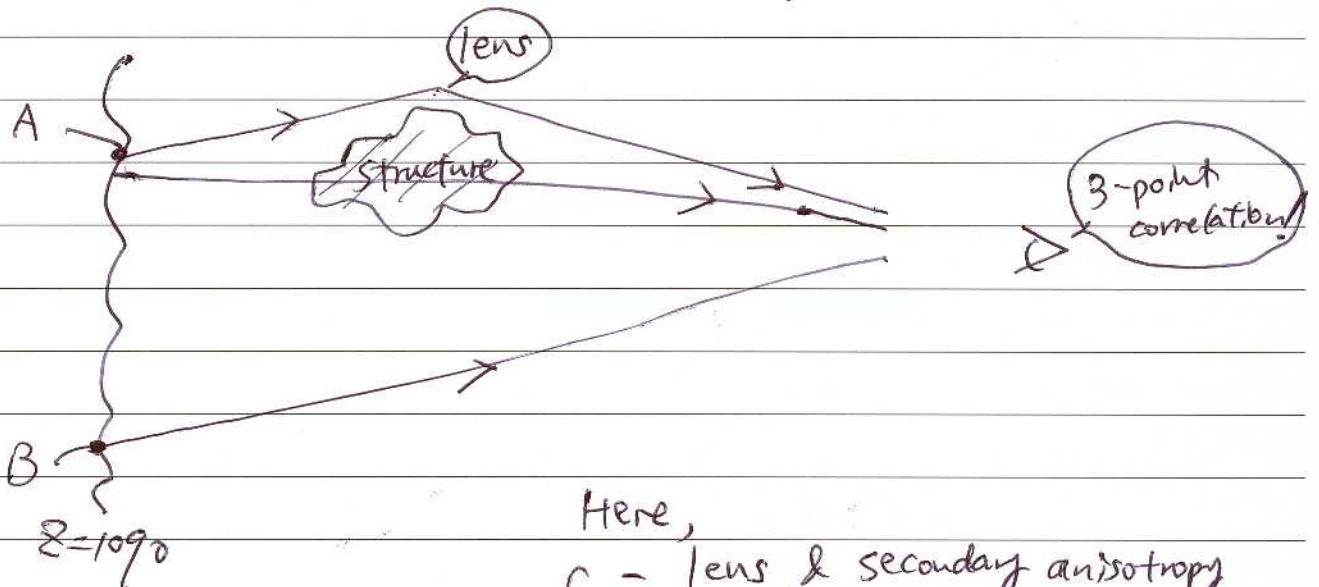 lens
A
structure
3-point
correlation!
B
z=1090
Here,
lens & secondary anisotropy